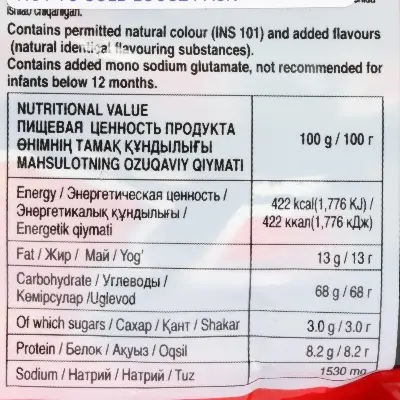 ishlab chiqarilgan.
Contains permitted natural colour (INS 101) and added flavours
(natural identical flavouring substances).
Contains added mono sodium glutamate, not recommended for
infants below 12 months.
NUTRITIONAL VALUE
ПИЩЕВАЯ ЦЕННОСТЬ ПРОДУКТА
ӨНІМНІҢ ТАМАҚ ҚҰНДЫЛЫҒЫ
MAHSULOTNING OZUQAVIY QIYMATI
100 g / 100 г
Energy / Энергетическая ценность /
Энергетикалық құндылығы /
Energetik qiymati
422 kcal(1,776 KJ) /
422 ккал(1,776 кДж)
Fat / Жир / Май / Yog'
13 g / 13 г
Carbohydrate / Углеводы /
Көмірсулар /Uglevod
68 g / 68 г
Of which sugars / Сахар / Қант / Shakar
3.0 g / 3.0 г
Protein / Белок / Ақуыз / Oqsil
8.2 g / 8.2 г
Sodium / Натрий / Натрий / Tuz
1530 mg